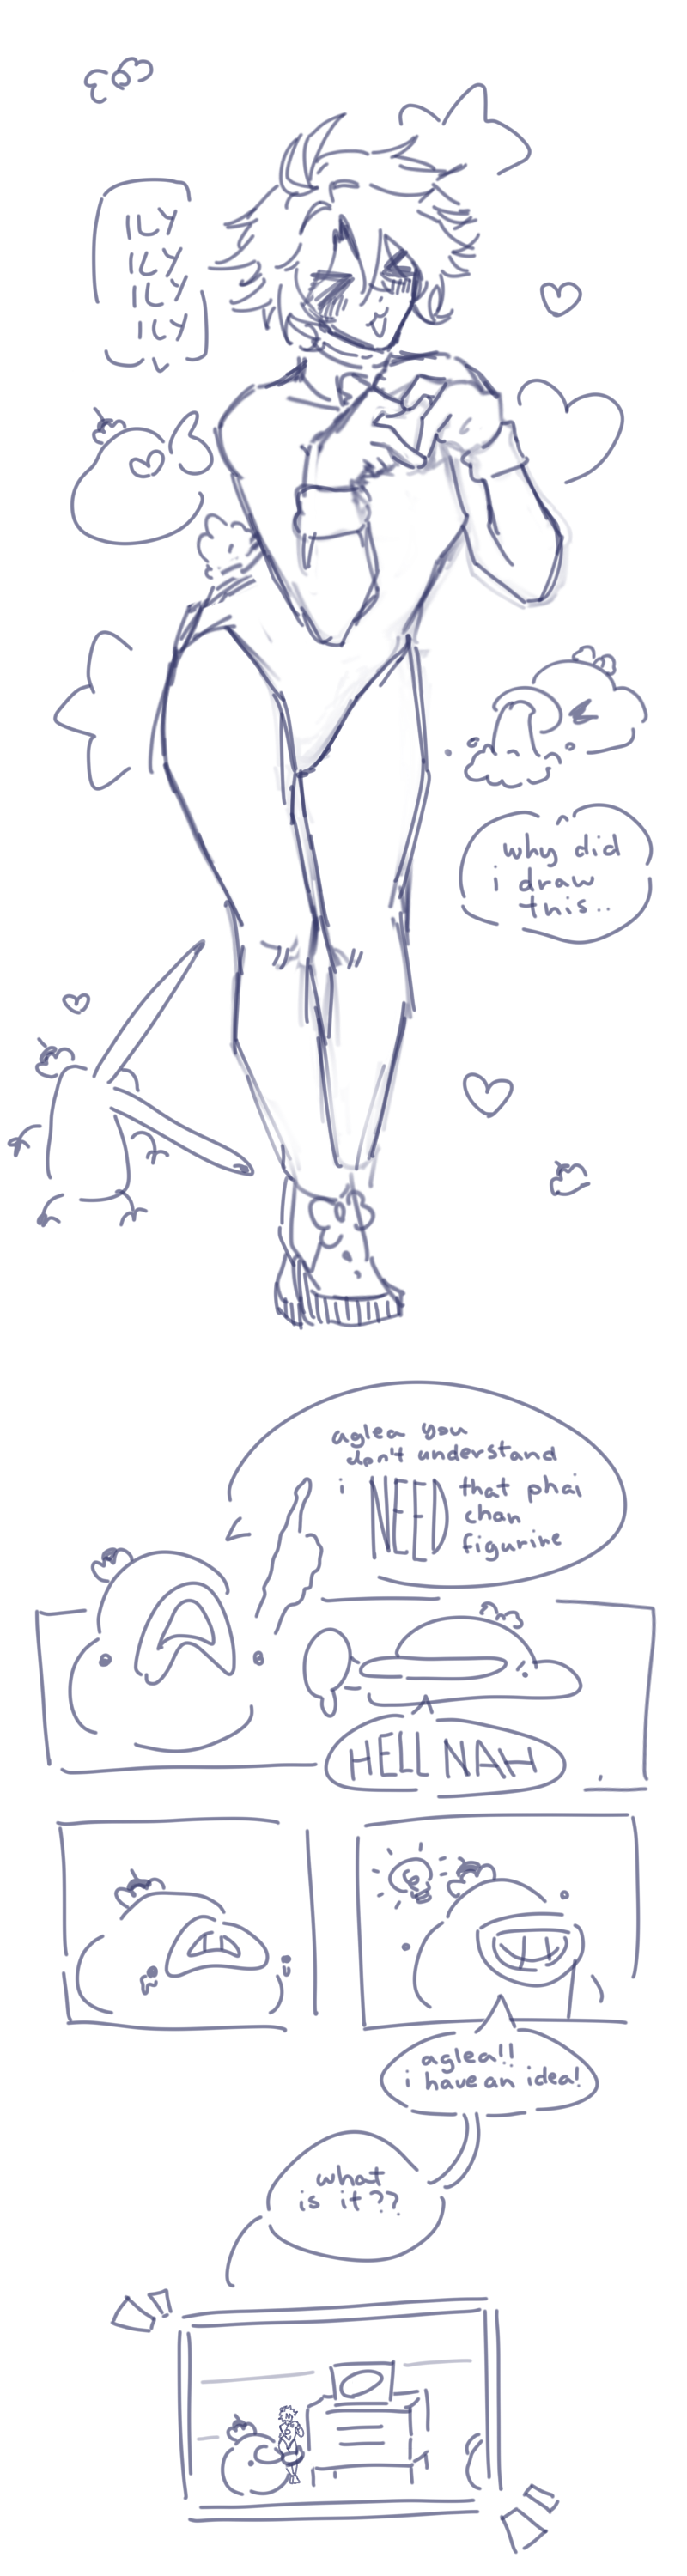 ILY
ILY
ILY
ILY
why did
i draw
this..
aglea you
don't understand
i NEED that phai
chan
figurine
HELL NAH
aglea!!
i have an idea!
what
is it??